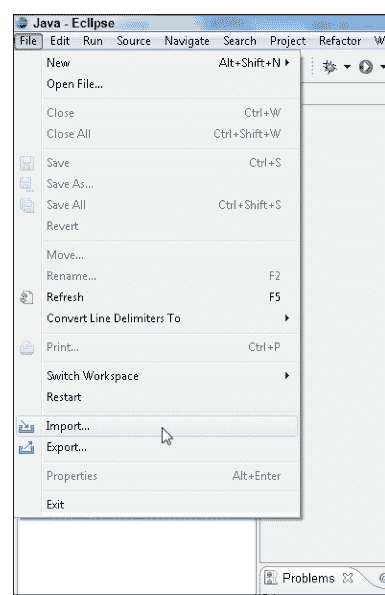 Java - Eclipse
File Edit Run Source Navigate Search Project Refactor W
New Alt+Shift+N
Open File...
Close Ctrl+W
Close All Ctrl+Shift+W
Save Ctrl+S
Save As...
Save All Ctrl+Shift+S
Revert
Move...
Rename... F2
Refresh F5
Convert Line Delimiters To
Print... Ctrl+P
Switch Workspace
Restart
Import...
Export...
Properties Alt+Enter
Exit
Problems